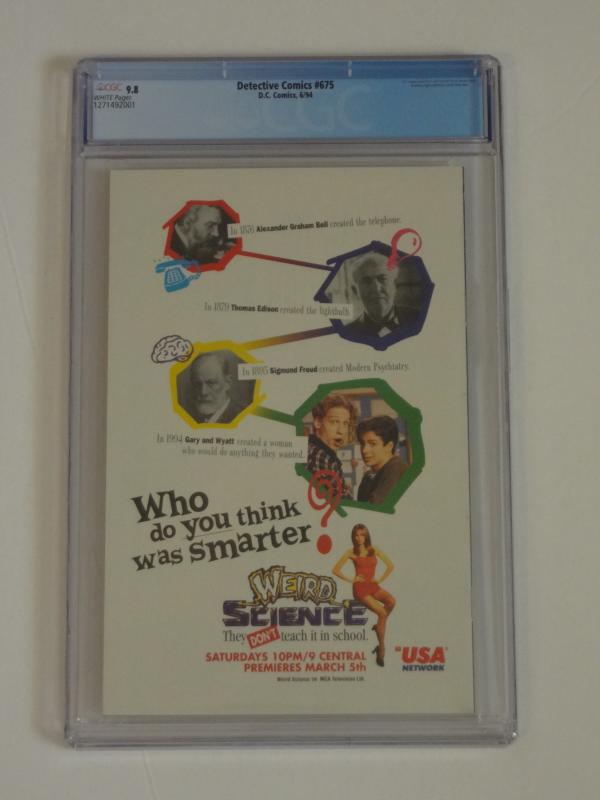 CGC 9.8
WHITE Pages
1271492001
Detective Comics #675
D.C. Comics, 6/94
CGC
In 1876 Alexander Graham Bell created the telephone.
In 1879 Thomas Edison created the lightbulb.
In 1895 Sigmund Freud created Modern Psychiatry.
In 1994 Gary and Wyatt created a woman
who would do anything they wanted.
Who
do you think
was smarter?
WEIRD
SCIENCE
They DON'T teach it in school.
SATURDAYS 10PM/9 CENTRAL
PREMIERES MARCH 5th
USA
NETWORK
Weird Science TM MCA Television Ltd.